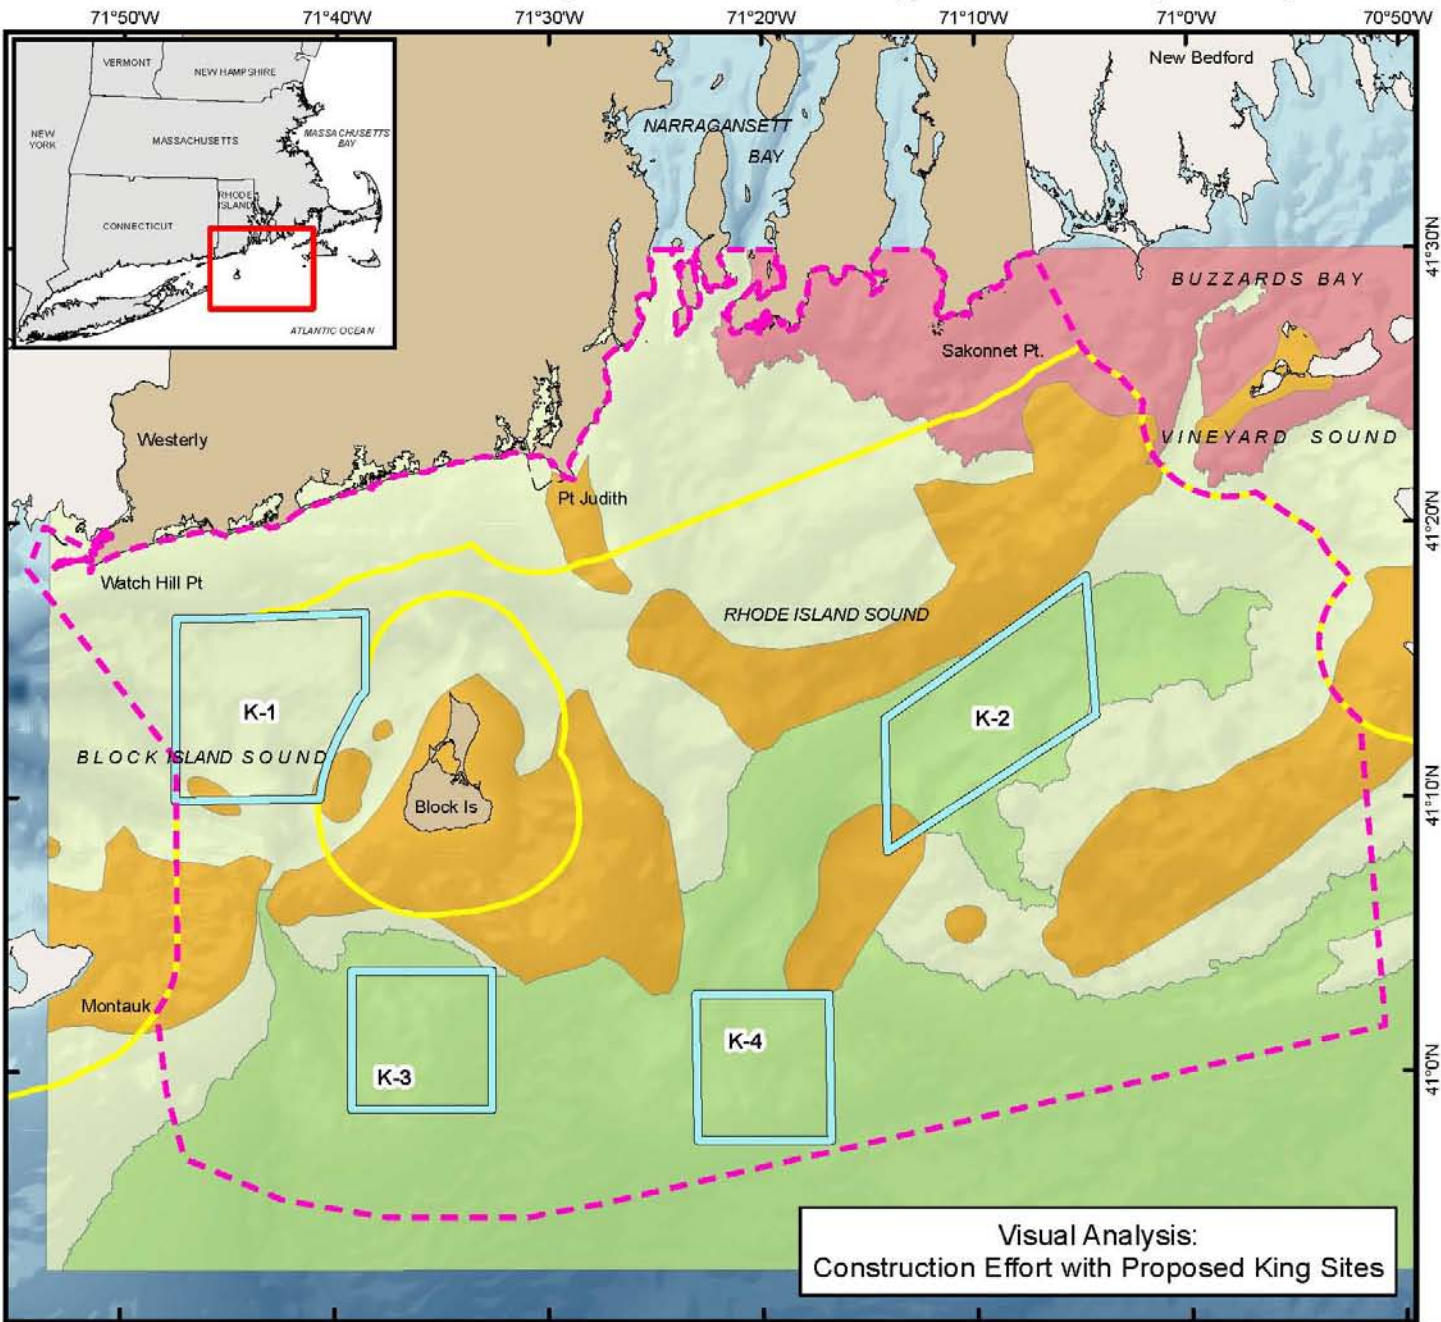 71°50'W 71°40'W 71°30'W 71°20'W 71°10'W 71°0'W 70°50'W
VERMONT
NEW HAMPSHIRE
NEW
YORK
MASSACHUSETTS
MASSACHUSETTS
BAY
RHODE
ISLAND
CONNECTICUT
ATLANTIC OCEAN
New Bedford
NARRAGANSETT
BAY
41°30'N
BUZZARDS BAY
Sakonnet Pt.
Westerly
VINEYARD SOUND
Pt Judith
41°20'N
Watch Hill Pt
RHODE ISLAND SOUND
K-1
K-2
BLOCK ISLAND SOUND
Block Is
41°10'N
Montauk
K-3
K-4
41°0'N
Visual Analysis:
Construction Effort with Proposed King Sites